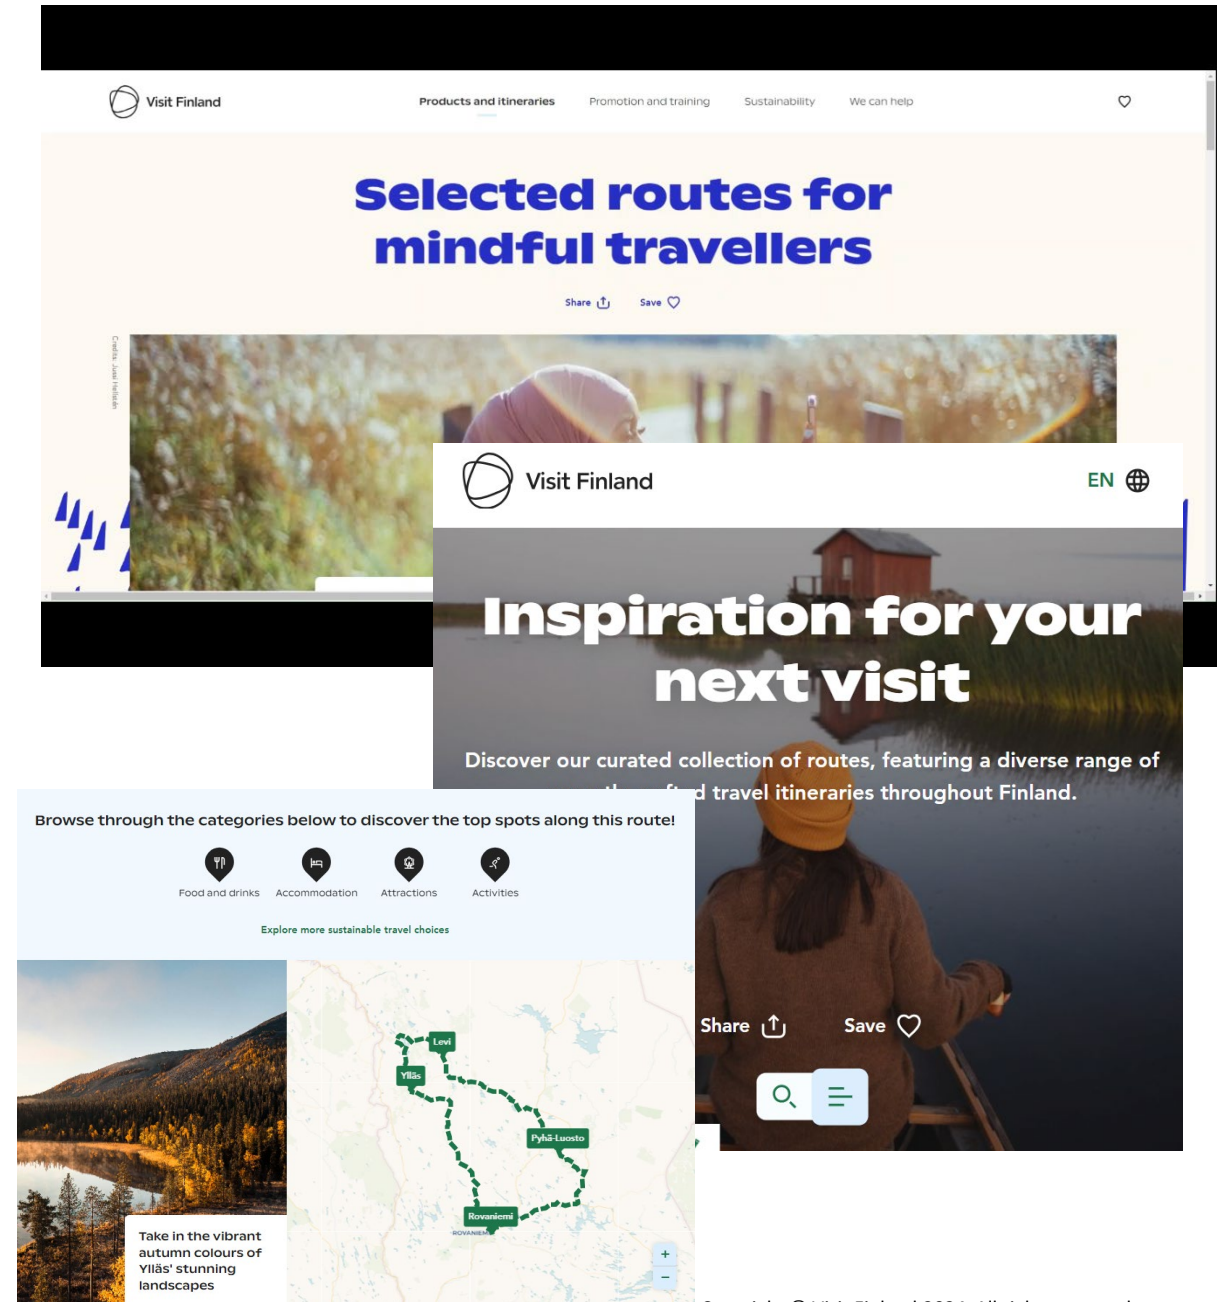 Visit Finland
Products and itineraries
Promotion and training
Sustainability
We can help
Selected routes for
mindful travellers
Share
Save
Credits: Jussi Hellstén
Visit Finland
EN
Inspiration for your
next visit
Discover our curated collection of routes, featuring a diverse range of
travel itineraries throughout Finland.
Share
Save
Browse through the categories below to discover the top spots along this route!
Food and drinks
Accommodation
Attractions
Activities
Explore more sustainable travel choices
Levi
Ylläs
Pyhä-Luosto
Rovaniemi
ROVANIEMI
Take in the vibrant
autumn colours of
Ylläs' stunning
landscapes
+
−